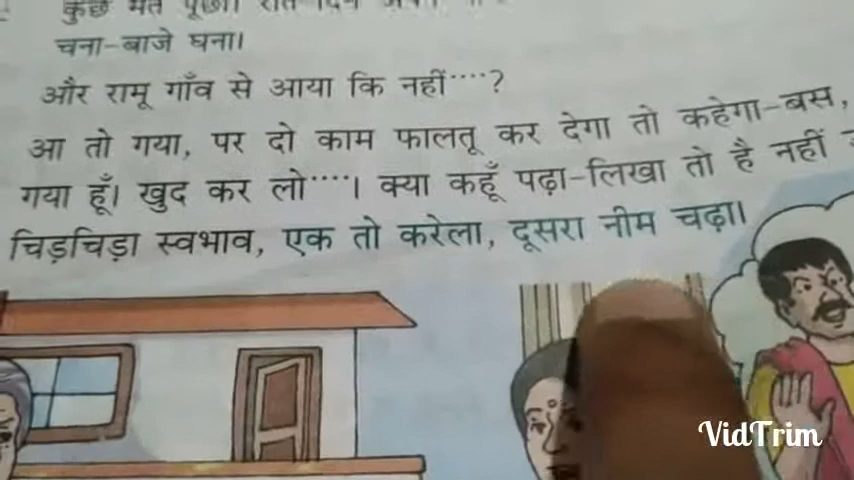 कुछ मत पूछो। रात-दिन
चना-बाजे घना।
और रामू गाँव से आया कि नहीं····?
आ तो गया, पर दो काम फालतू कर देगा तो कहेगा-बस,
गया हूँ। खुद कर लो····। क्या कहूँ पढ़ा-लिखा तो है नहीं
चिड़चिड़ा स्वभाव, एक तो करेला, दूसरा नीम चढ़ा।
VidTrim